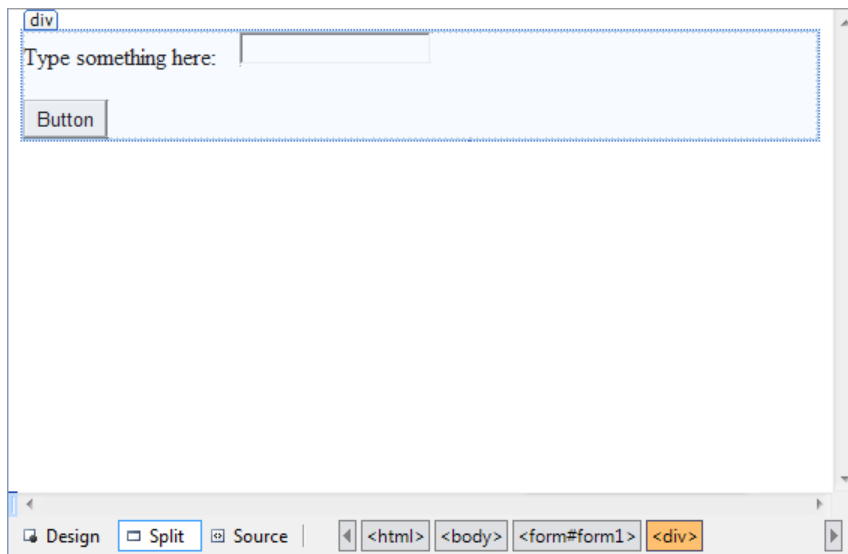 div
Type something here:
Button
Design Split Source <html> <body> <form#form1> <div>